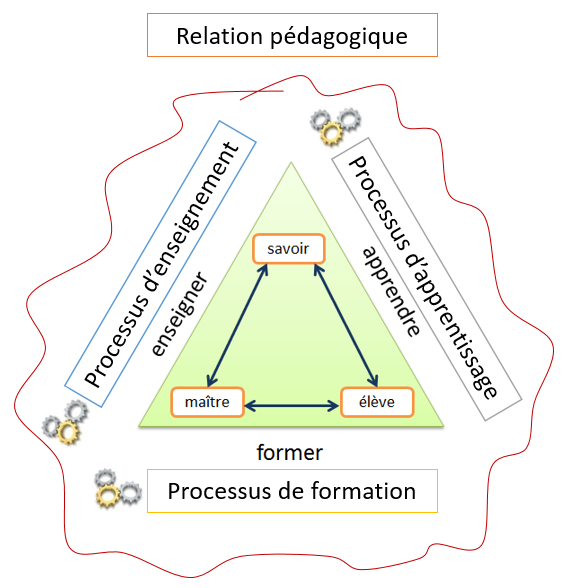 Relation pédagogique
Processus d'enseignement
enseigner
Processus d'apprentissage
apprendre
savoir
maître
élève
former
Processus de formation